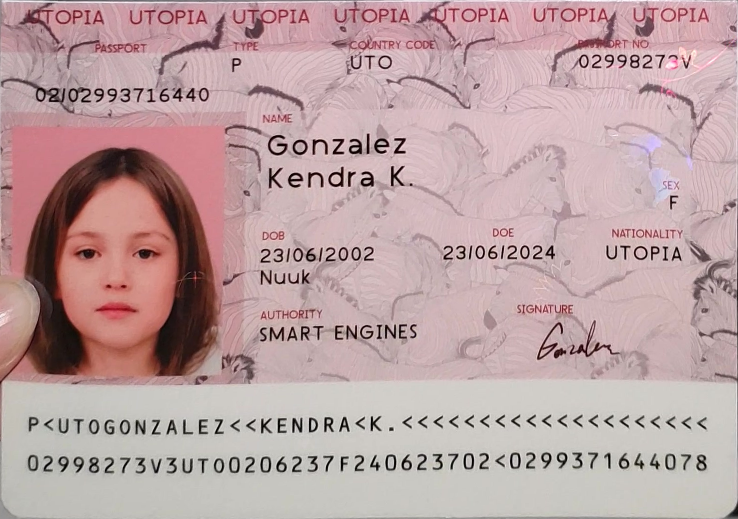 UTOPIA UTOPIA UTOPIA UTOPIA UTOPIA UTOPIA UTOPIA
PASSPORT TYPE COUNTRY CODE PASSPORT NO
P UTO 02998273V
02/02993716440
NAME
Gonzalez
Kendra K.
SEX
F
DOB DOE NATIONALITY
23/06/2002 23/06/2024 UTOPIA
Nuuk
AUTHORITY SIGNATURE
SMART ENGINES Gonzalez
P<UTOGONZALEZ<<KENDRA<K.<<<<<<<<<<<<<<<<<<<<
02998273V3UTO0206237F240623702<0299371644078